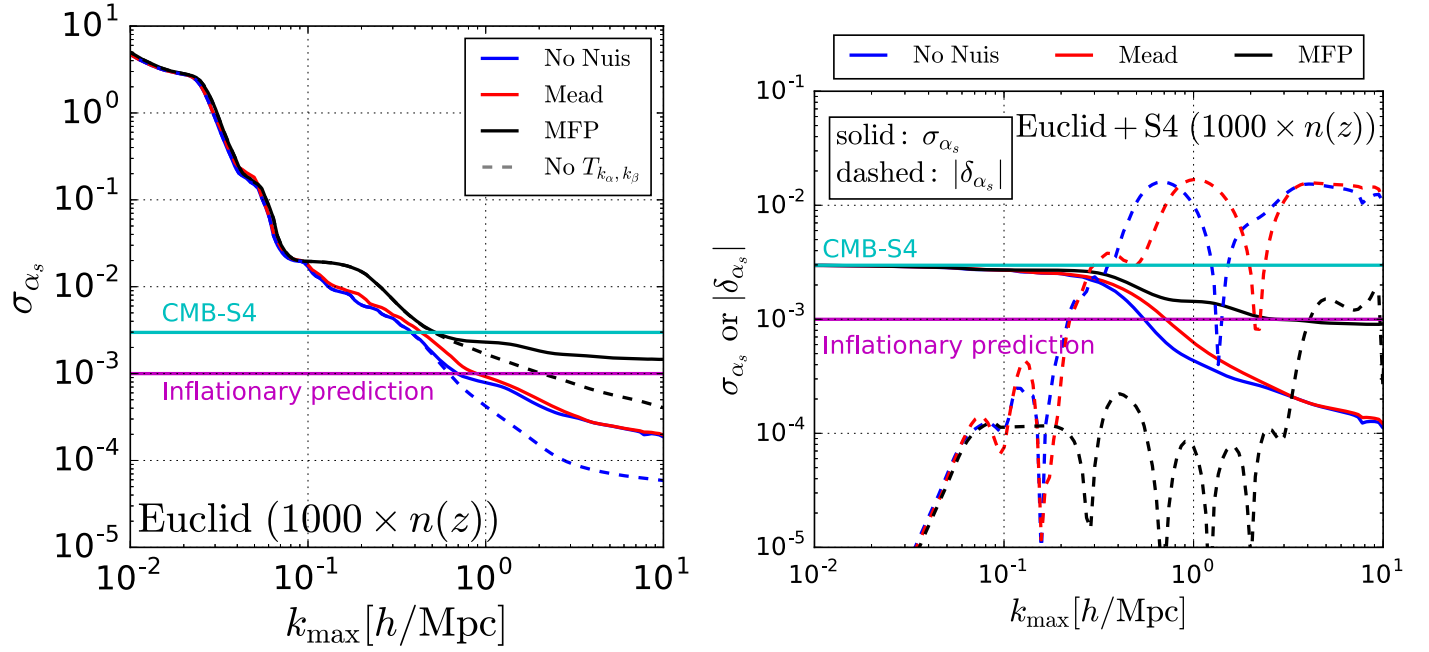 10^1
10^0
10^{-1}
10^{-2}
10^{-3}
10^{-4}
10^{-5}
σ_{α_s}
No Nuis
Mead
MFP
No T_{k_α, k_β}
CMB-S4
Inflationary prediction
Euclid (1000 × n(z))
10^{-2} 10^{-1} 10^0 10^1
k_max[h/Mpc]
No Nuis Mead MFP
10^{-1}
10^{-2}
10^{-3}
10^{-4}
10^{-5}
σ_{α_s} or |δ_{α_s}|
Euclid + S4 (1000 × n(z))
solid: σ_{α_s}
dashed: |δ_{α_s}|
CMB-S4
Inflationary prediction
10^{-2} 10^{-1} 10^0 10^1
k_max[h/Mpc]